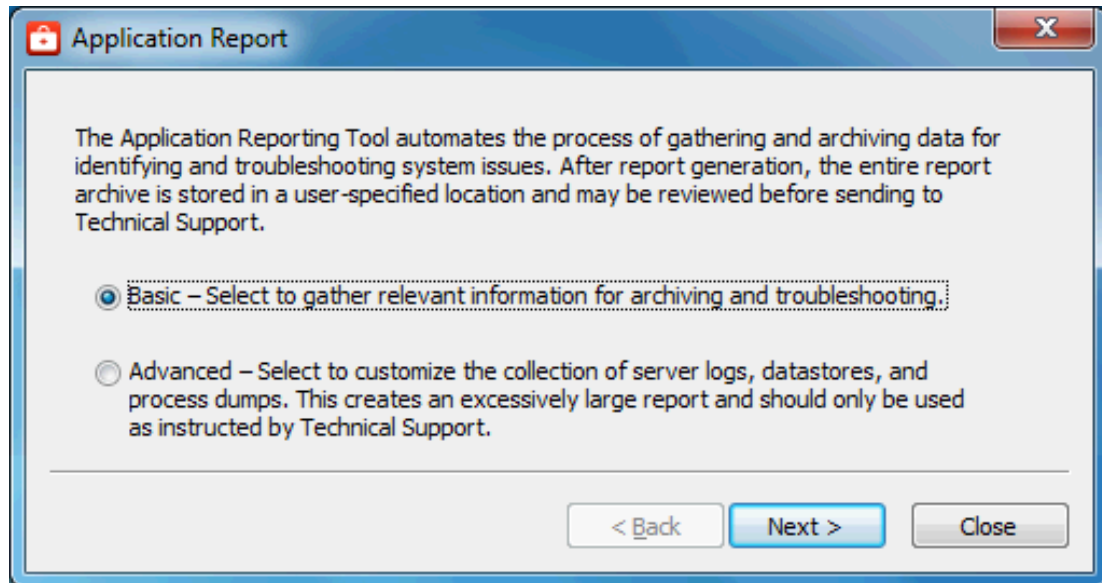 Application Report
The Application Reporting Tool automates the process of gathering and archiving data for
identifying and troubleshooting system issues. After report generation, the entire report
archive is stored in a user-specified location and may be reviewed before sending to
Technical Support.
Basic – Select to gather relevant information for archiving and troubleshooting.
Advanced – Select to customize the collection of server logs, datastores, and
process dumps. This creates an excessively large report and should only be used
as instructed by Technical Support.
< Back Next > Close